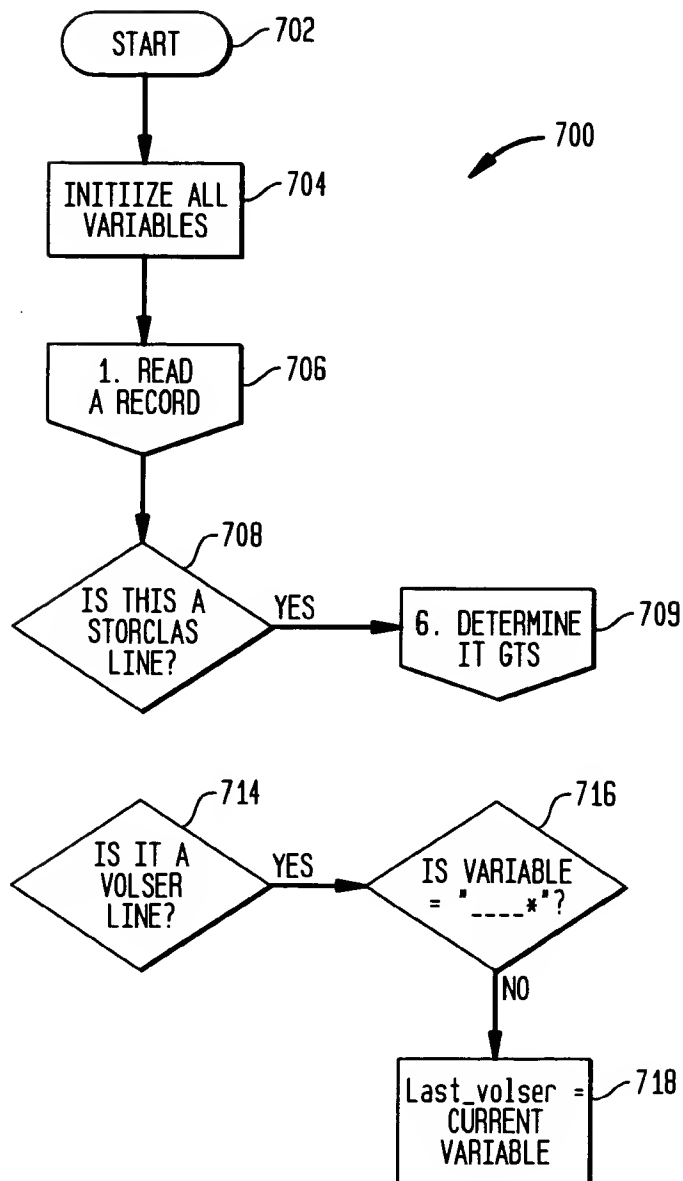 START
702
700
INITIIZE ALL
VARIABLES
704
1. READ
A RECORD
706
708
IS THIS A
STORCLAS
LINE?
YES
6. DETERMINE
IT GTS
709
714
IS IT A
VOLSER
LINE?
YES
716
IS VARIABLE
= "____*"?
NO
Last_volser =
CURRENT
VARIABLE
718